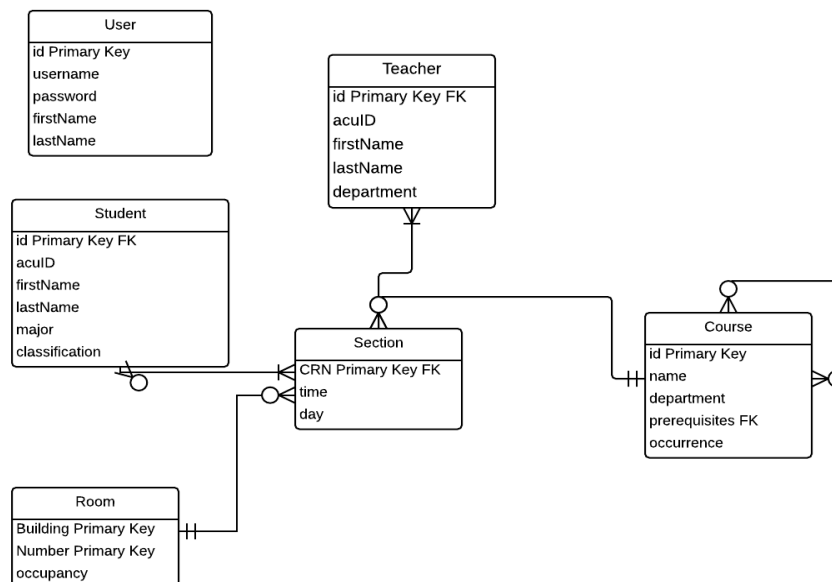 User
id Primary Key
username
password
firstName
lastName
Teacher
id Primary Key FK
acuID
firstName
lastName
department
Student
id Primary Key FK
acuID
firstName
lastName
major
classification
Section
CRN Primary Key FK
time
day
Course
id Primary Key
name
department
prerequisites FK
occurrence
Room
Building Primary Key
Number Primary Key
occupancy